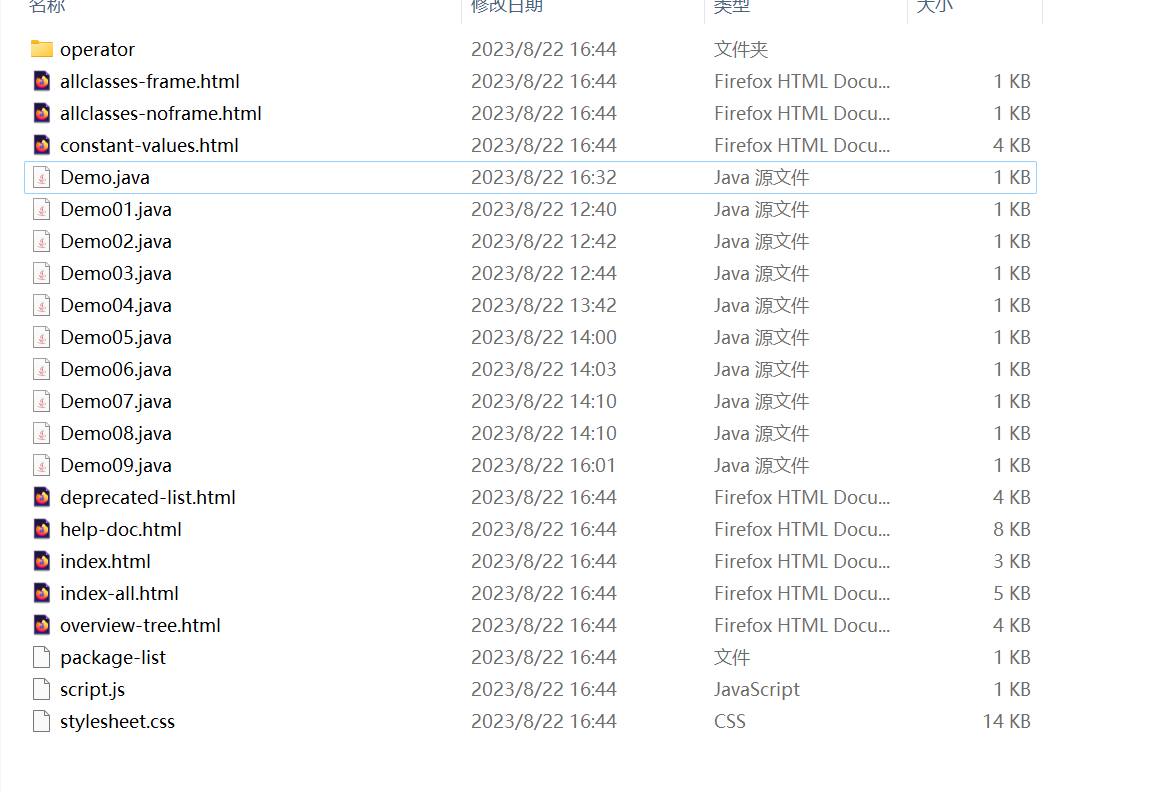 名称 修改日期 类型 大小
operator 2023/8/22 16:44 文件夹
allclasses-frame.html 2023/8/22 16:44 Firefox HTML Docu... 1 KB
allclasses-noframe.html 2023/8/22 16:44 Firefox HTML Docu... 1 KB
constant-values.html 2023/8/22 16:44 Firefox HTML Docu... 4 KB
Demo.java 2023/8/22 16:32 Java 源文件 1 KB
Demo01.java 2023/8/22 12:40 Java 源文件 1 KB
Demo02.java 2023/8/22 12:42 Java 源文件 1 KB
Demo03.java 2023/8/22 12:44 Java 源文件 1 KB
Demo04.java 2023/8/22 13:42 Java 源文件 1 KB
Demo05.java 2023/8/22 14:00 Java 源文件 1 KB
Demo06.java 2023/8/22 14:03 Java 源文件 1 KB
Demo07.java 2023/8/22 14:10 Java 源文件 1 KB
Demo08.java 2023/8/22 14:10 Java 源文件 1 KB
Demo09.java 2023/8/22 16:01 Java 源文件 1 KB
deprecated-list.html 2023/8/22 16:44 Firefox HTML Docu... 4 KB
help-doc.html 2023/8/22 16:44 Firefox HTML Docu... 8 KB
index.html 2023/8/22 16:44 Firefox HTML Docu... 3 KB
index-all.html 2023/8/22 16:44 Firefox HTML Docu... 5 KB
overview-tree.html 2023/8/22 16:44 Firefox HTML Docu... 4 KB
package-list 2023/8/22 16:44 文件 1 KB
script.js 2023/8/22 16:44 JavaScript 1 KB
stylesheet.css 2023/8/22 16:44 CSS 14 KB